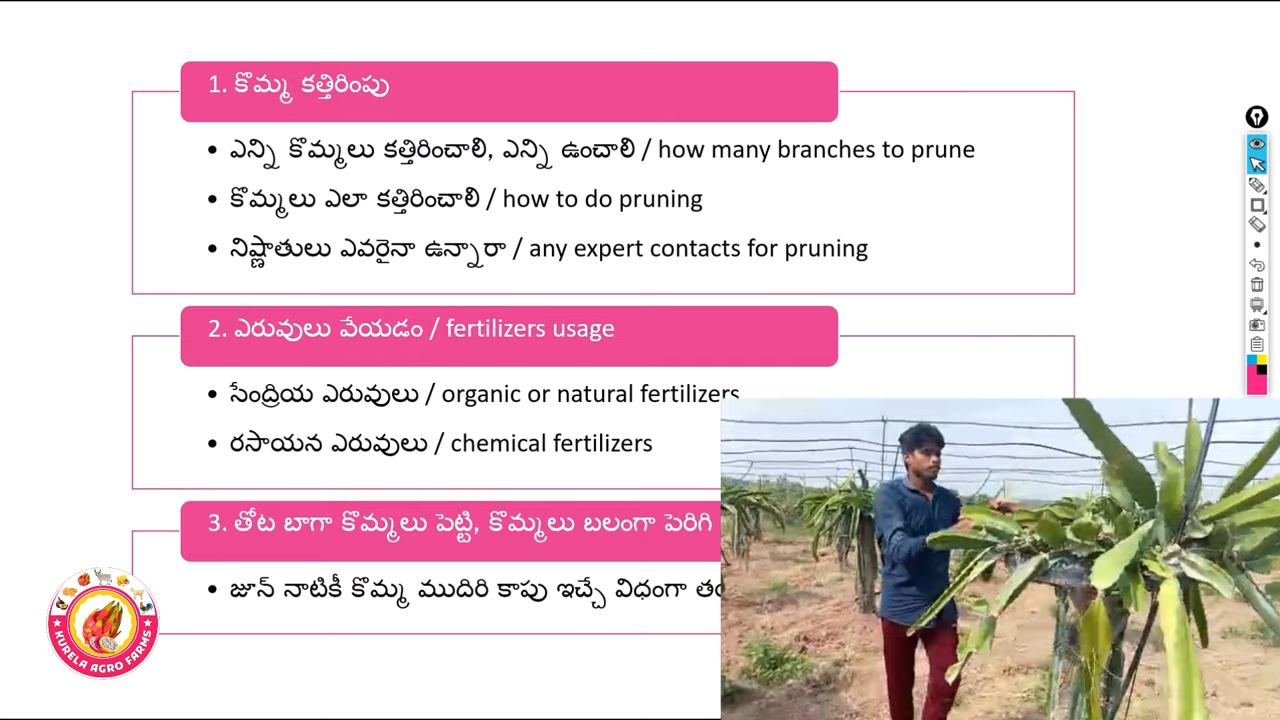 1. కొమ్మ కత్తిరింపు
• ఎన్ని కొమ్మలు కత్తిరించాలి, ఎన్ని ఉంచాలి / how many branches to prune
• కొమ్మలు ఎలా కత్తిరించాలి / how to do pruning
• నిష్ణాతులు ఎవరైనా ఉన్నారా / any expert contacts for pruning
2. ఎరువులు వేయడం / fertilizers usage
• సేంద్రియ ఎరువులు / organic or natural fertilizers
• రసాయన ఎరువులు / chemical fertilizers
3. తోట బాగా కొమ్మలు పెట్టి, కొమ్మలు బలంగా పెరిగి
• జూన్ నాటికీ కొమ్మ ముదిరి కాపు ఇచ్చే విధంగా
KURELA AGRO FARMS